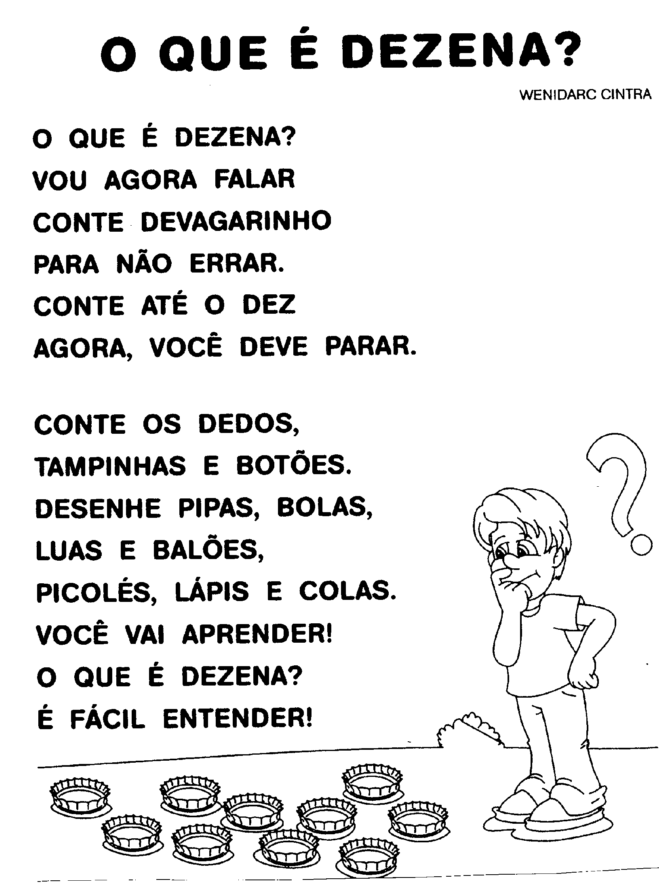 O QUE É DEZENA?
WENIDARC CINTRA
O QUE É DEZENA?
VOU AGORA FALAR
CONTE DEVAGARINHO
PARA NÃO ERRAR.
CONTE ATÉ O DEZ
AGORA, VOCÊ DEVE PARAR.
CONTE OS DEDOS,
TAMPINHAS E BOTÕES.
DESENHE PIPAS, BOLAS,
LUAS E BALÕES,
PICOLÉS, LÁPIS E COLAS.
VOCÊ VAI APRENDER!
O QUE É DEZENA?
É FÁCIL ENTENDER!
?